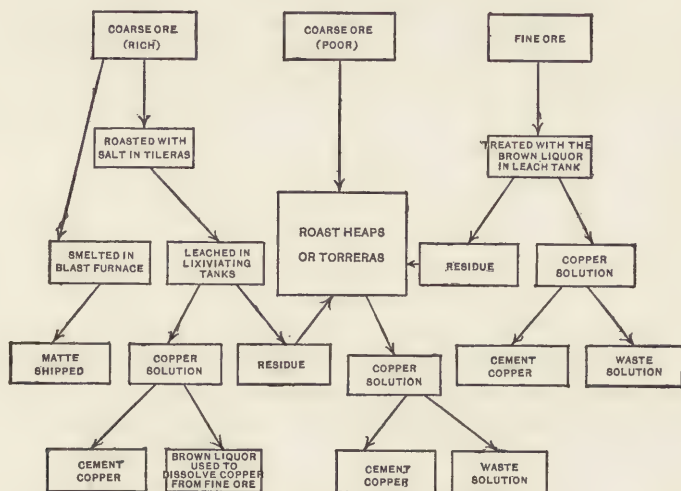 COARSE ORE
(RICH)
COARSE ORE
(POOR)
FINE ORE
ROASTED WITH
SALT IN TILERAS
TREATED WITH THE
BROWN LIQUOR
IN LEACH TANK
ROAST HEAPS
OR TORRERAS
SMELTED IN
BLAST FURNACE
LEACHED IN
LIXIVIATING
TANKS
RESIDUE
COPPER
SOLUTION
MATTE
SHIPPED
COPPER
SOLUTION
RESIDUE
COPPER
SOLUTION
CEMENT
COPPER
WASTE
SOLUTION
CEMENT
COPPER
BROWN LIQUOR
USED TO
DISSOLVE COPPER
FROM FINE ORE
CEMENT
COPPER
WASTE
SOLUTION